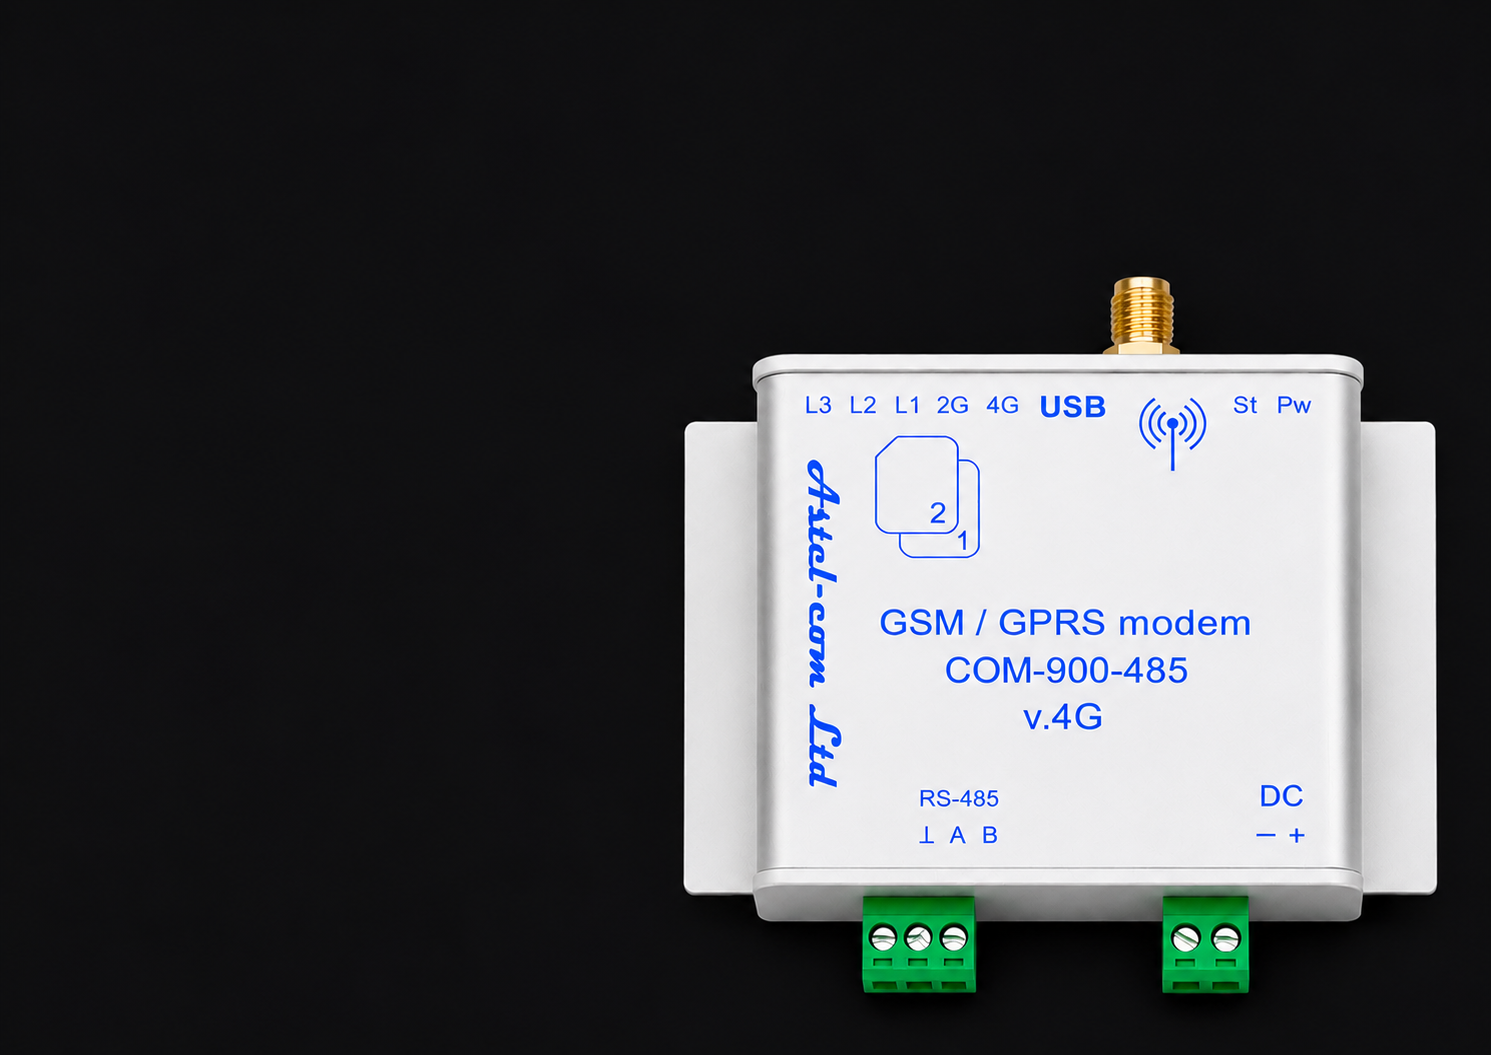 L3 L2 L1 2G 4G USB St Pw
2
1
Astel-com Ltd
GSM / GPRS modem
COM-900-485
v.4G
RS-485
⊥ A B
DC
− +